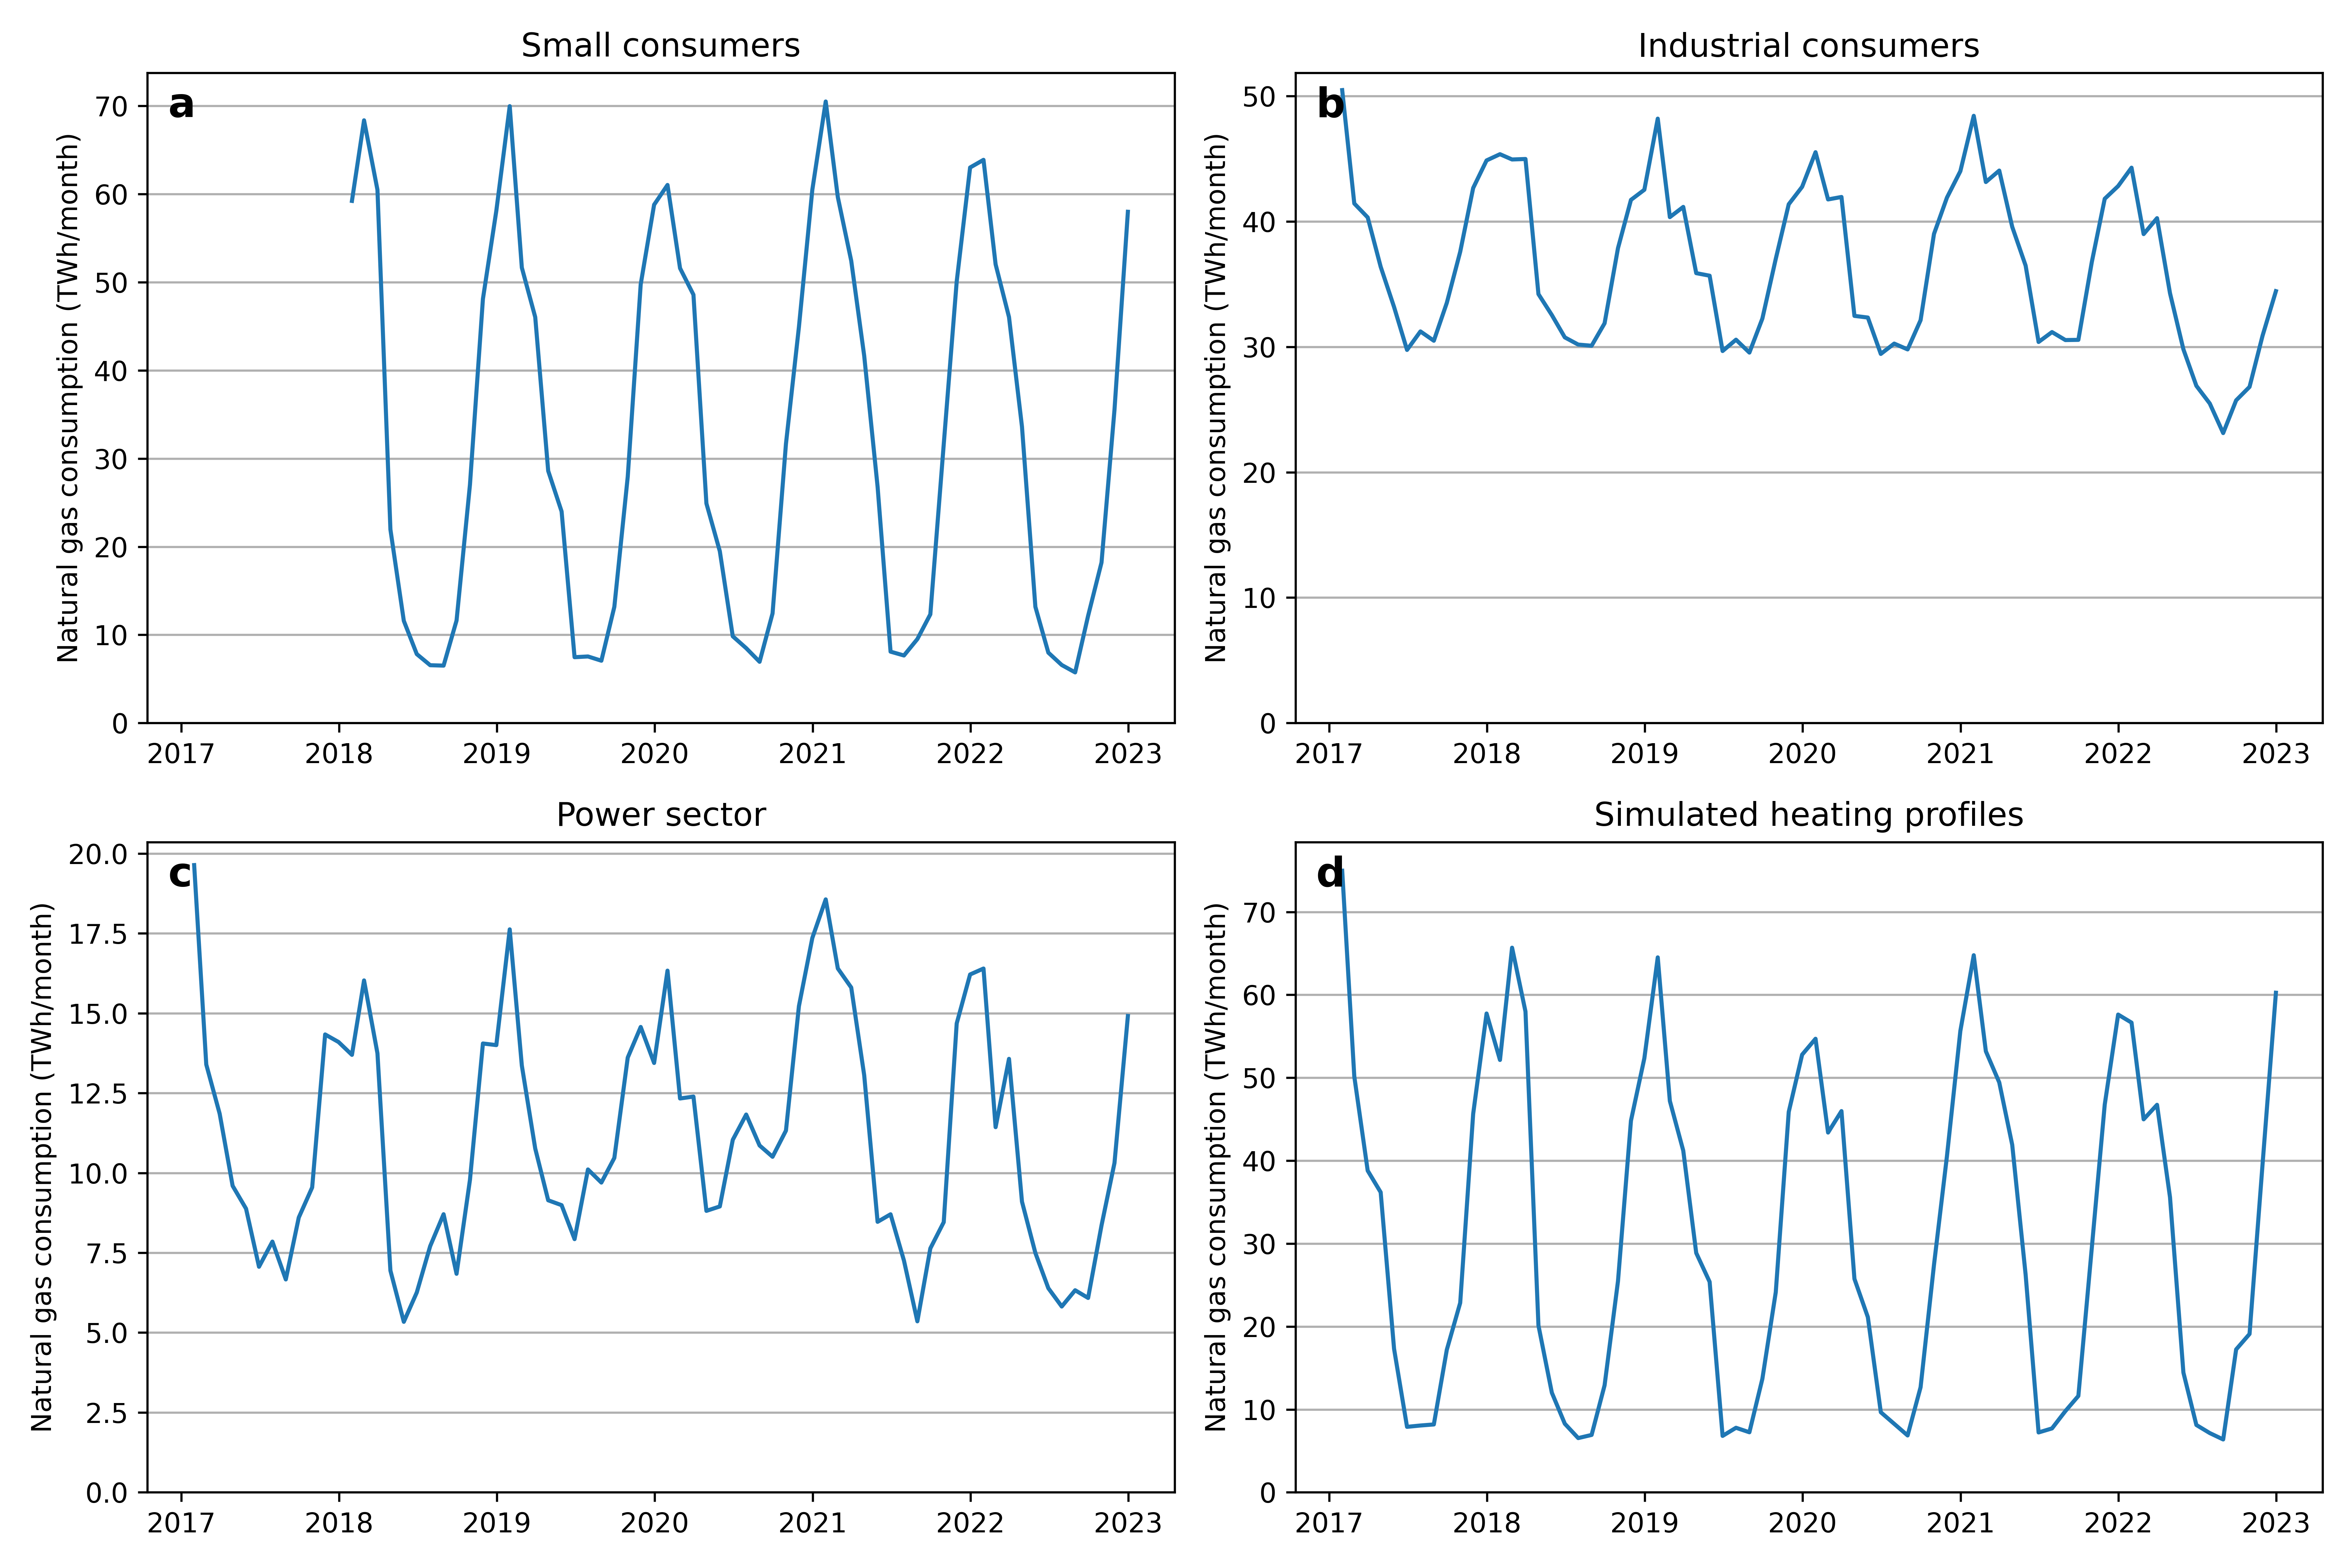 Small consumers
a
Natural gas consumption (TWh/month)
70
60
50
40
30
20
10
0
2017 2018 2019 2020 2021 2022 2023
Industrial consumers
b
Natural gas consumption (TWh/month)
50
40
30
20
10
0
2017 2018 2019 2020 2021 2022 2023
Power sector
c
Natural gas consumption (TWh/month)
20.0
17.5
15.0
12.5
10.0
7.5
5.0
2.5
0.0
2017 2018 2019 2020 2021 2022 2023
Simulated heating profiles
d
Natural gas consumption (TWh/month)
70
60
50
40
30
20
10
0
2017 2018 2019 2020 2021 2022 2023